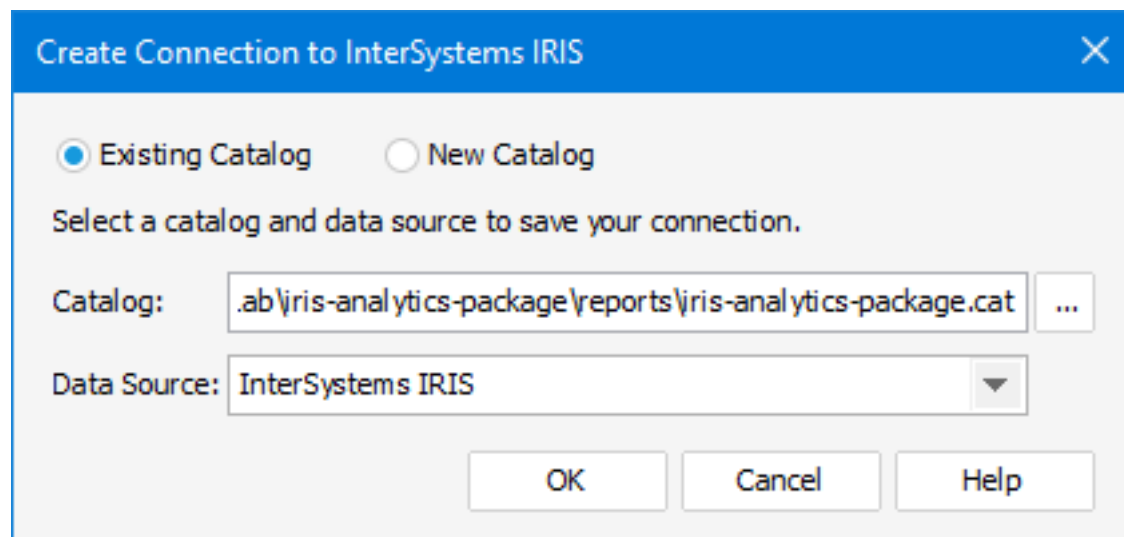 Create Connection to InterSystems IRIS
Existing Catalog New Catalog
Select a catalog and data source to save your connection.
Catalog: .ab\iris-analytics-package\reports\iris-analytics-package.cat ...
Data Source: InterSystems IRIS
OK Cancel Help